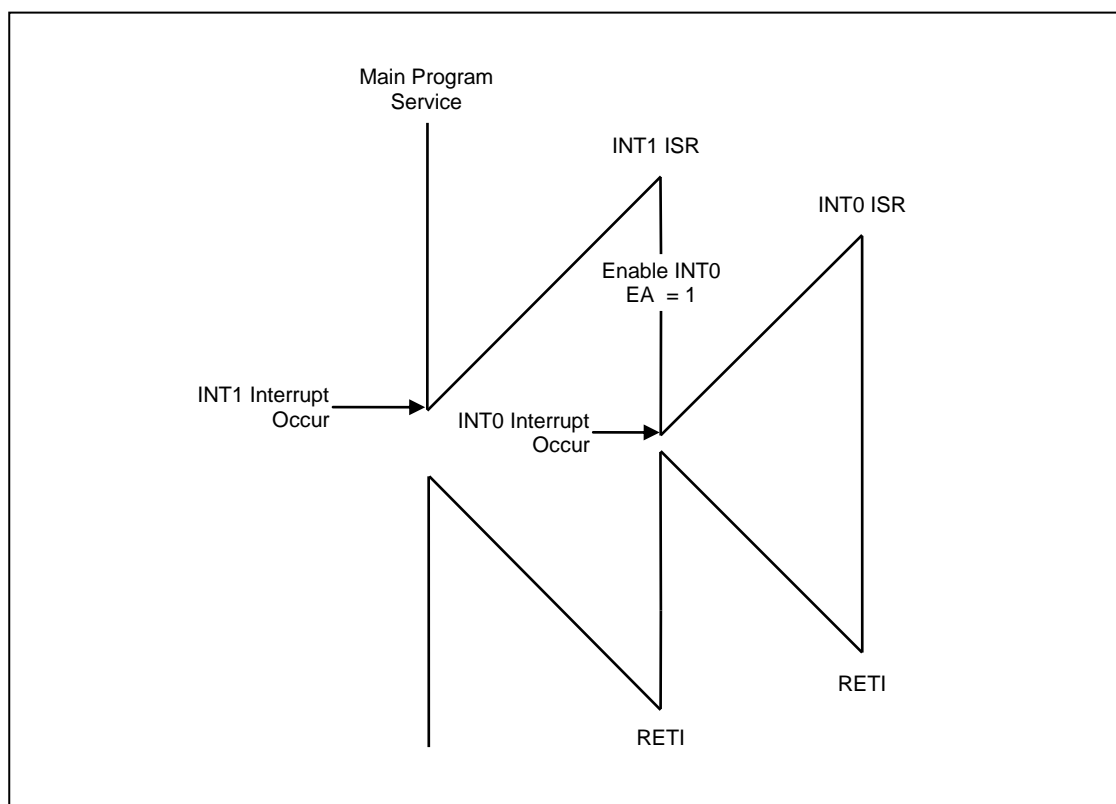 Main Program
Service
INT1 ISR
INT0 ISR
Enable INT0
EA = 1
INT1 Interrupt
Occur
INT0 Interrupt
Occur
RETI
RETI